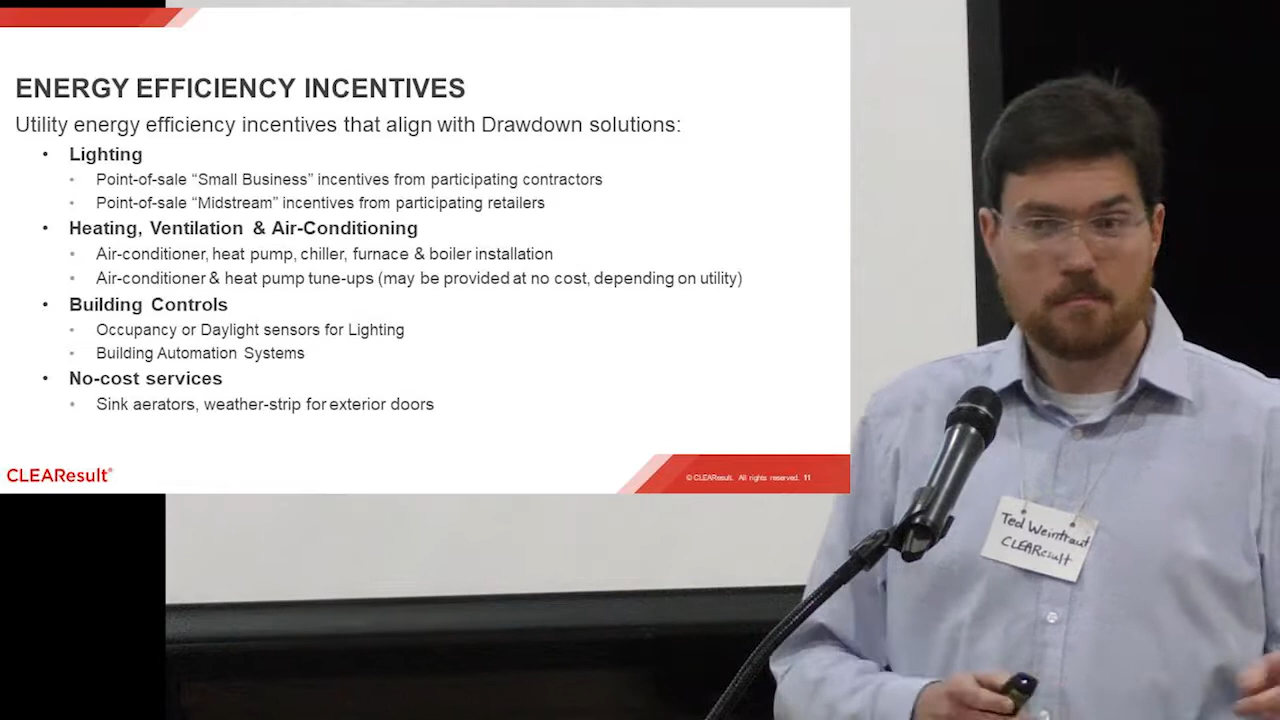 ENERGY EFFICIENCY INCENTIVES
Utility energy efficiency incentives that align with Drawdown solutions:
• Lighting
• Point-of-sale “Small Business” incentives from participating contractors
• Point-of-sale “Midstream” incentives from participating retailers
• Heating, Ventilation & Air-Conditioning
• Air-conditioner, heat pump, chiller, furnace & boiler installation
• Air-conditioner & heat pump tune-ups (may be provided at no cost, depending on utility)
• Building Controls
• Occupancy or Daylight sensors for Lighting
• Building Automation Systems
• No-cost services
• Sink aerators, weather-strip for exterior doors
CLEAResult®
© CLEAResult. All rights reserved. 11
Ted Weintraut
CLEAResult